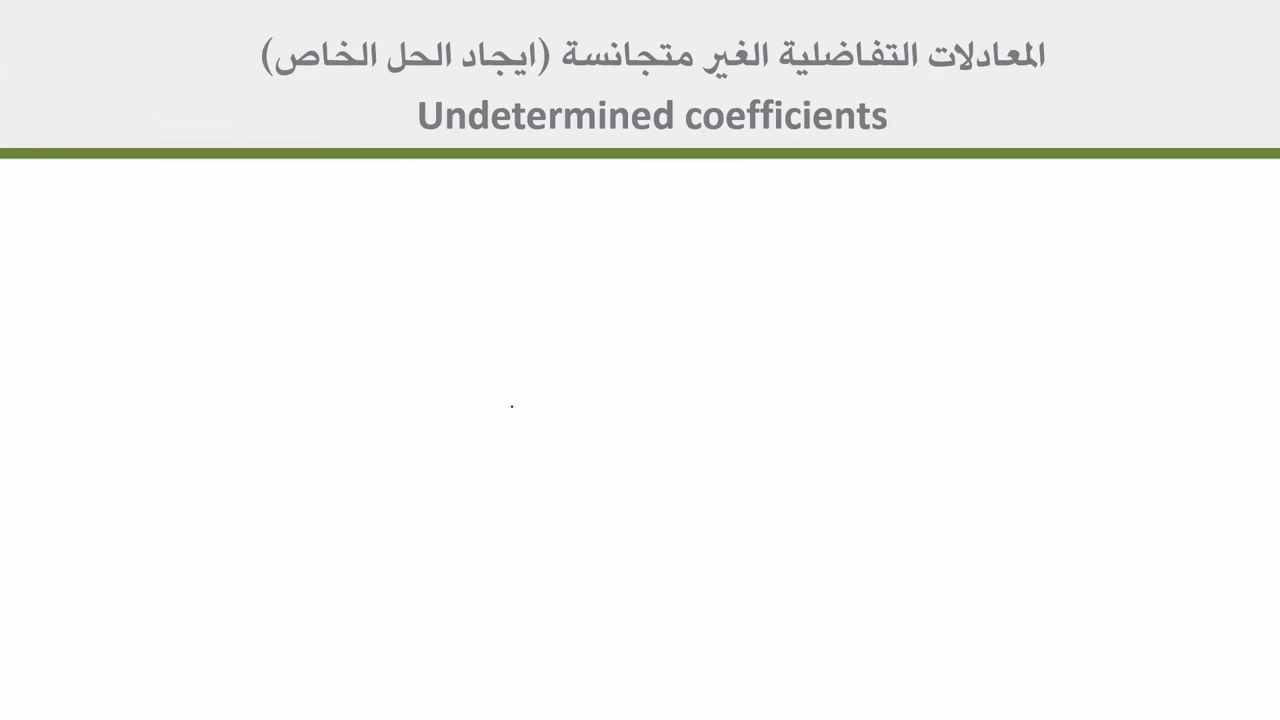 المعادلات التفاضلية الغير متجانسة (ايجاد الحل الخاص)
Undetermined coefficients